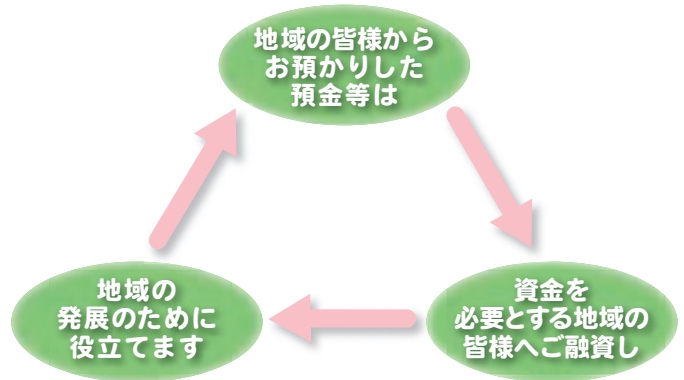 地域の皆様から
お預かりした
預金等は
資金を
必要とする地域の
皆様へご融資し
地域の
発展のために
役立てます